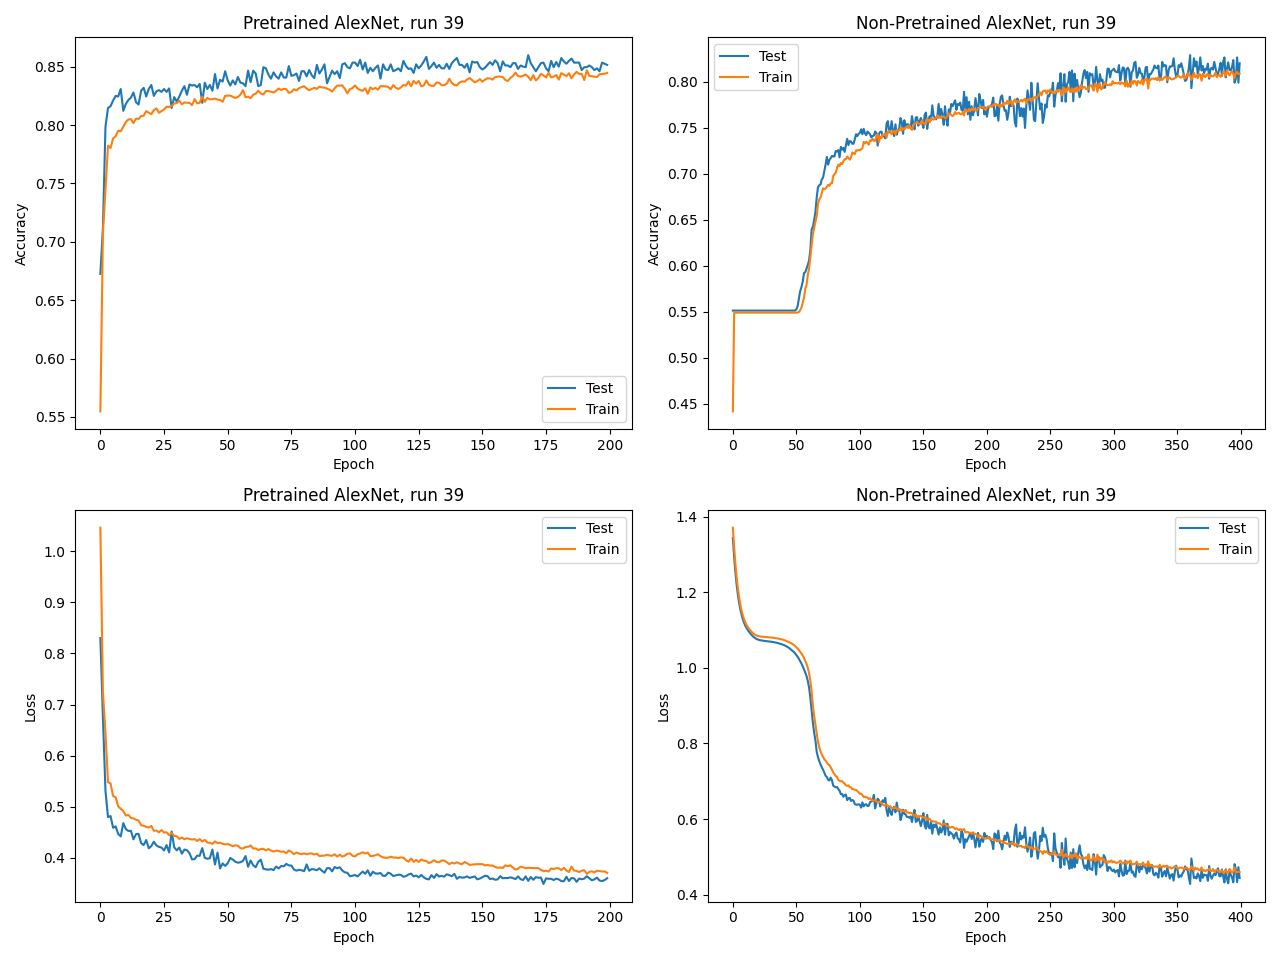 Pretrained AlexNet, run 39
0.85
0.80
0.75
0.70
0.65
0.60
0.55
Accuracy
Test
Train
0 25 50 75 100 125 150 175 200
Epoch
Non-Pretrained AlexNet, run 39
Test
Train
0.80
0.75
0.70
0.65
0.60
0.55
0.50
0.45
Accuracy
0 50 100 150 200 250 300 350 400
Epoch
Pretrained AlexNet, run 39
Test
Train
1.0
0.9
0.8
0.7
0.6
0.5
0.4
Loss
0 25 50 75 100 125 150 175 200
Epoch
Non-Pretrained AlexNet, run 39
Test
Train
1.4
1.2
1.0
0.8
0.6
0.4
Loss
0 50 100 150 200 250 300 350 400
Epoch